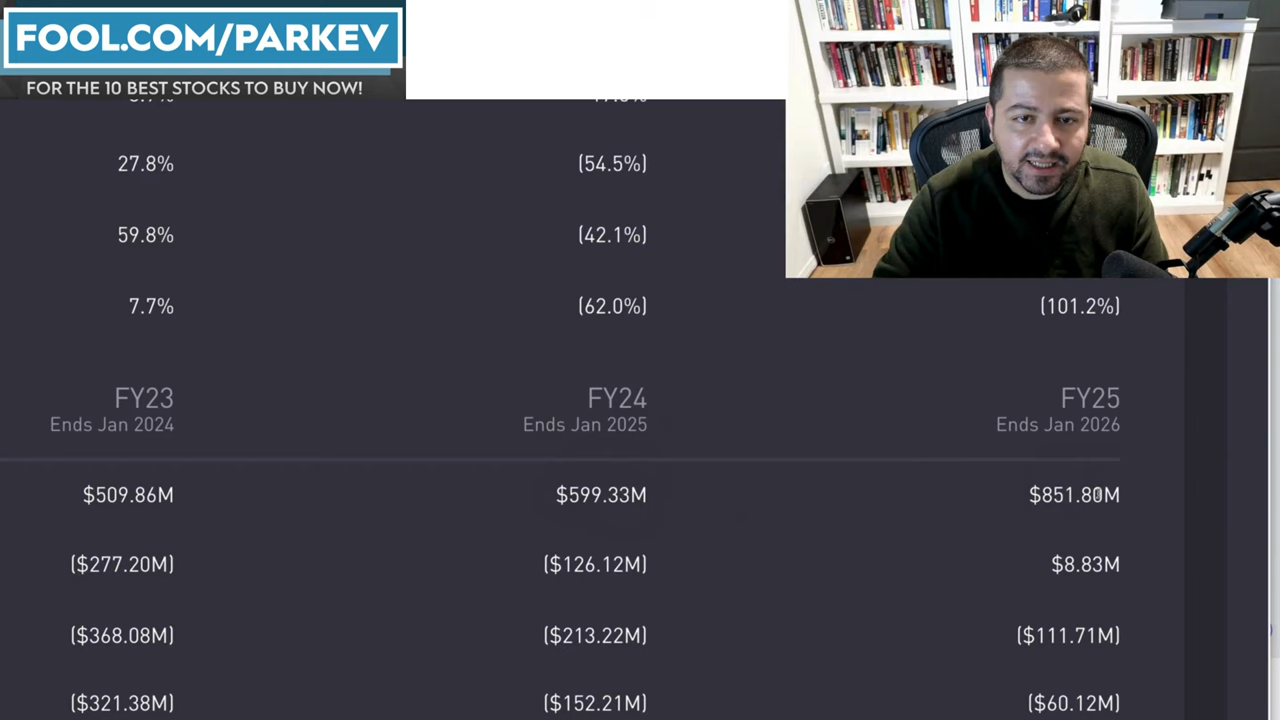 FOOL.COM/PARKEV
FOR THE 10 BEST STOCKS TO BUY NOW!
27.8% (54.5%)
59.8% (42.1%)
7.7% (62.0%) (101.2%)
FY23 FY24 FY25
Ends Jan 2024 Ends Jan 2025 Ends Jan 2026
$509.86M $599.33M $851.80M
($277.20M) ($126.12M) $8.83M
($368.08M) ($213.22M) ($111.71M)
($321.38M) ($152.21M) ($60.12M)